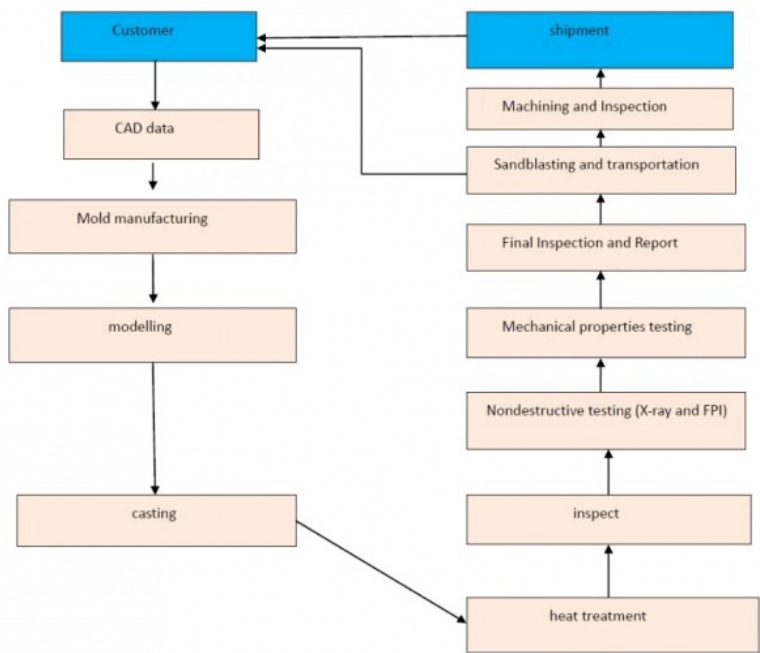 Customer
CAD data
Mold manufacturing
modelling
casting
shipment
Machining and Inspection
Sandblasting and transportation
Final Inspection and Report
Mechanical properties testing
Nondestructive testing (X-ray and FPI)
inspect
heat treatment